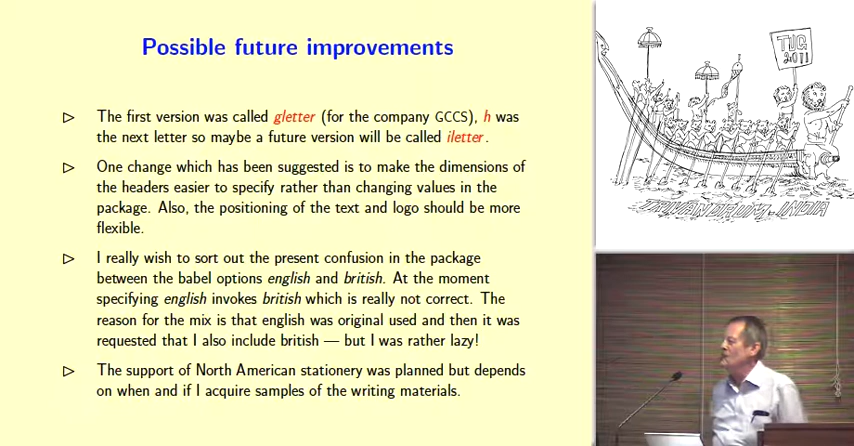 Possible future improvements
▷ The first version was called gletter (for the company GCCS), h was
the next letter so maybe a future version will be called iletter.
▷ One change which has been suggested is to make the dimensions of
the headers easier to specify rather than changing values in the
package. Also, the positioning of the text and logo should be more
flexible.
▷ I really wish to sort out the present confusion in the package
between the babel options english and british. At the moment
specifying english invokes british which is really not correct. The
reason for the mix is that english was original used and then it was
requested that I also include british — but I was rather lazy!
▷ The support of North American stationery was planned but depends
on when and if I acquire samples of the writing materials.
TUG
2011
TRIVANDRUM, INDIA